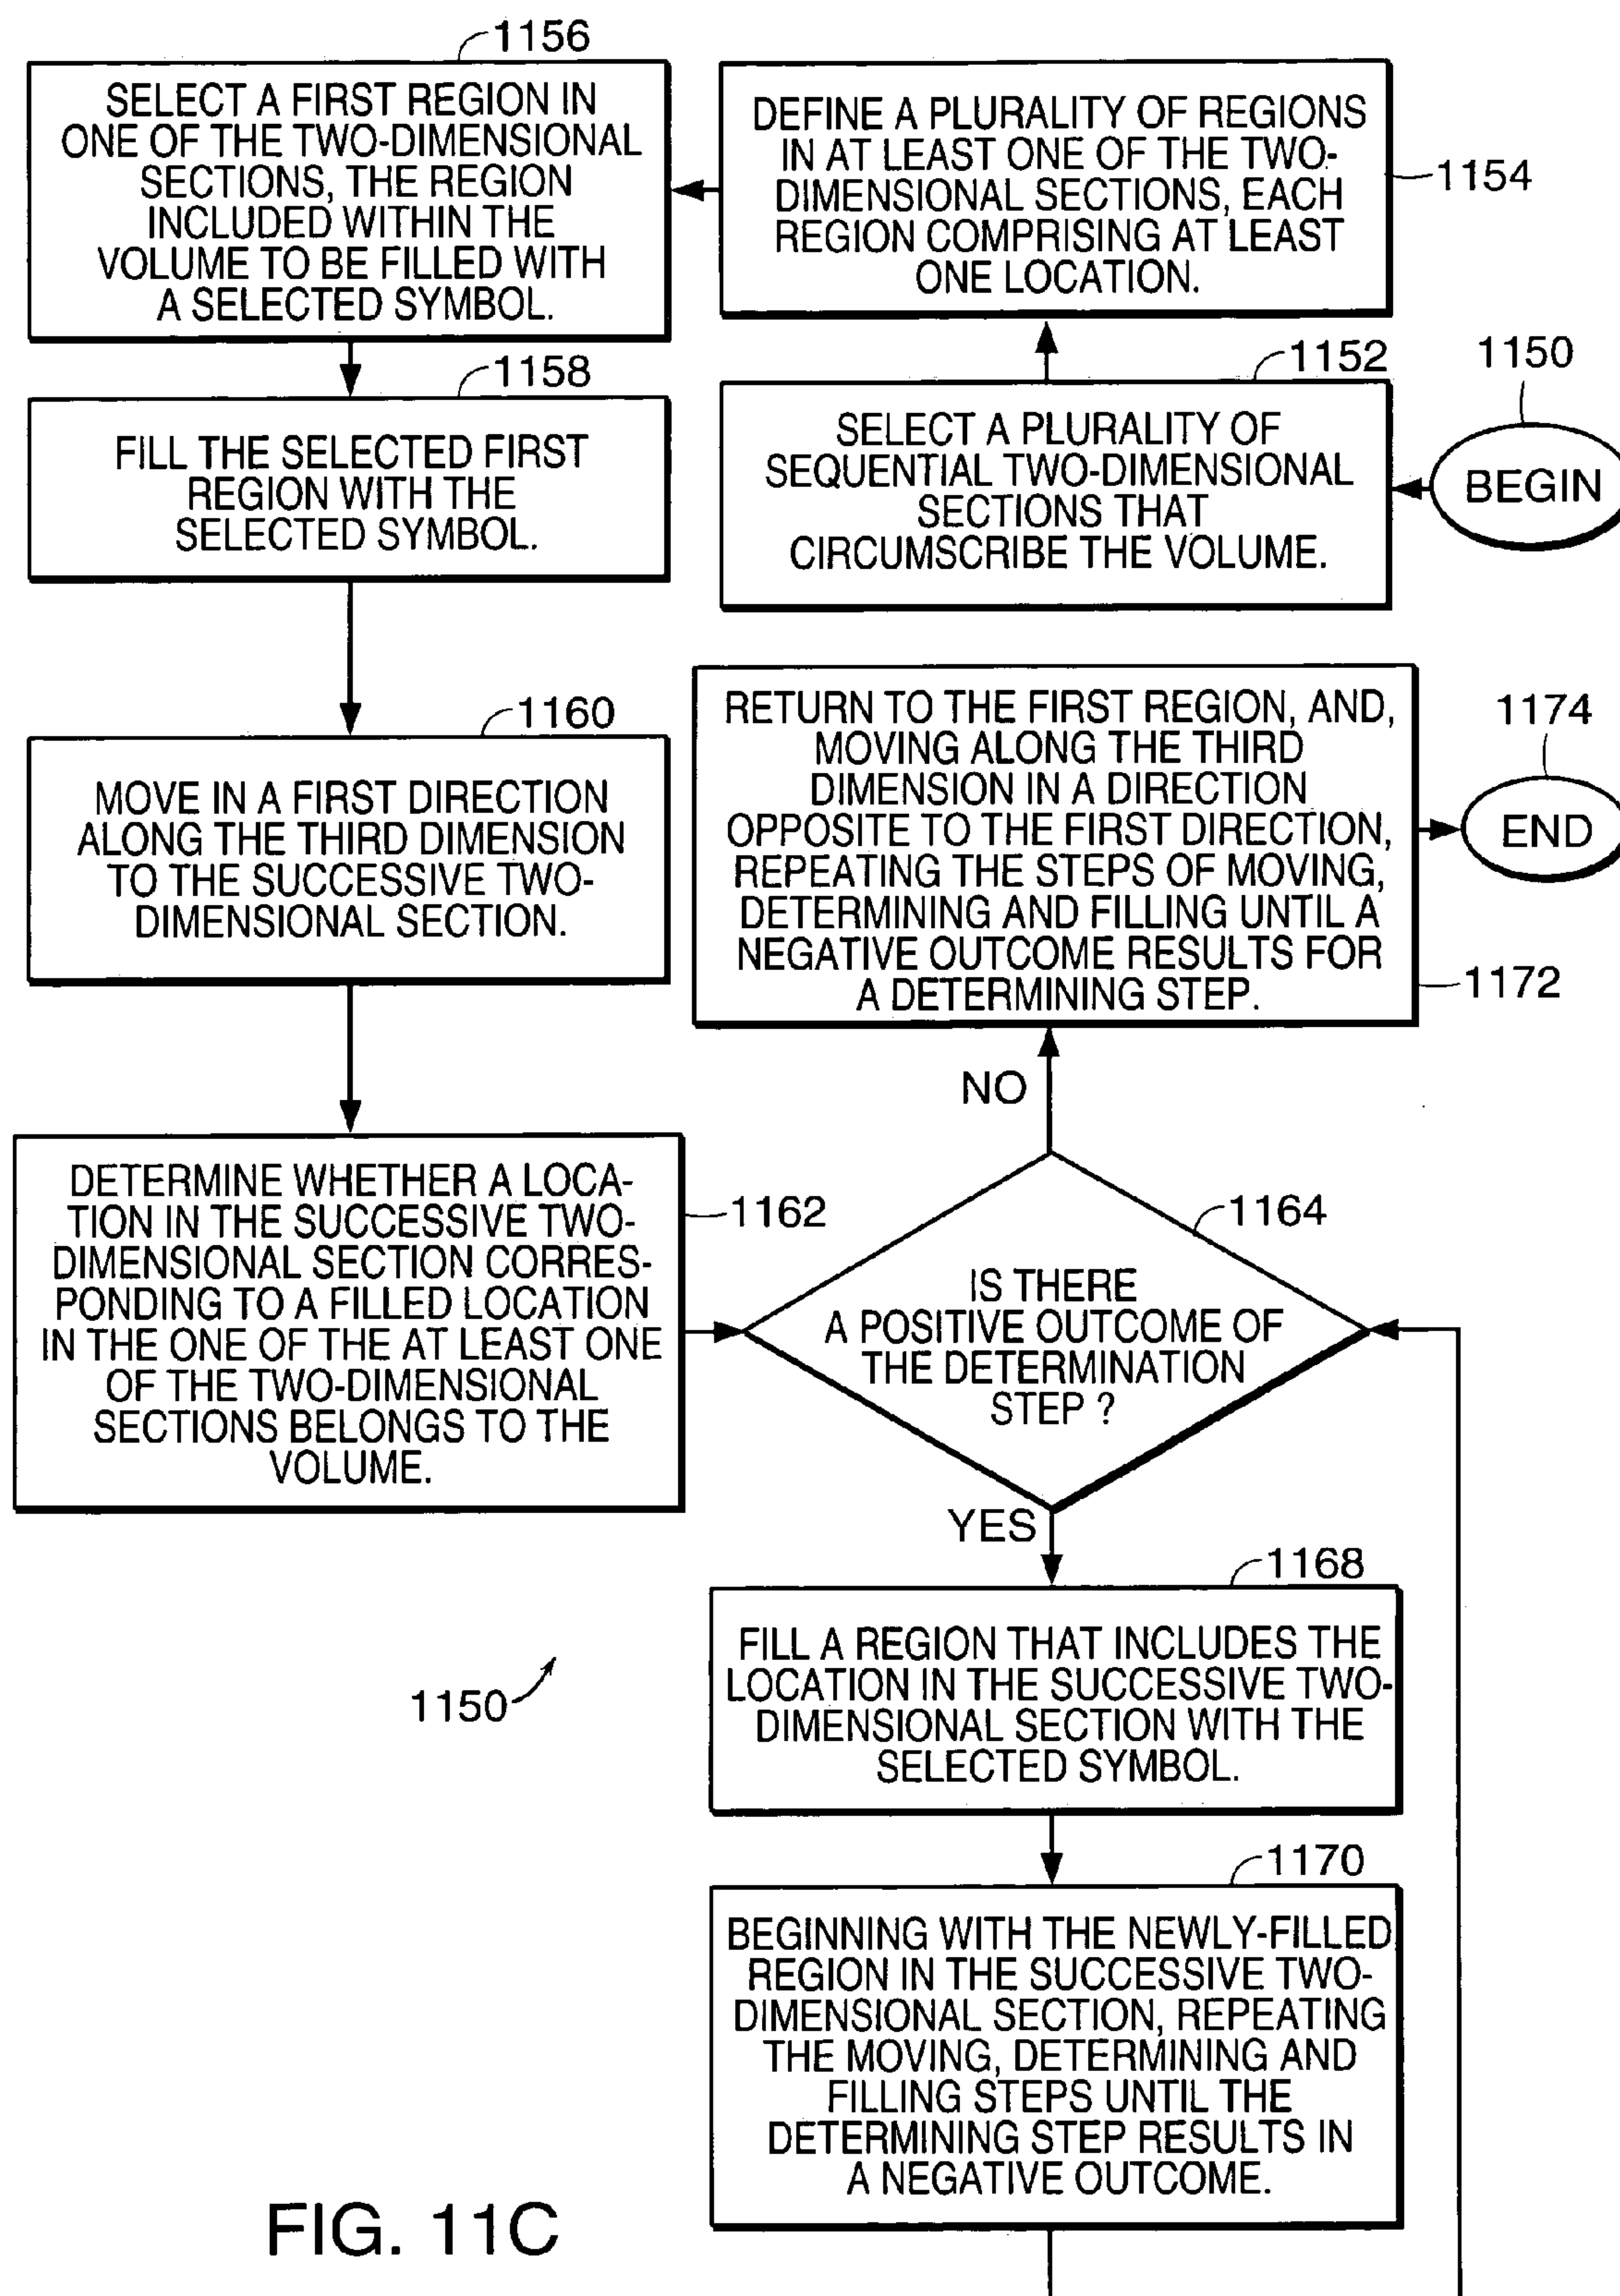 1150
BEGIN
1152
SELECT A PLURALITY OF
SEQUENTIAL TWO-DIMENSIONAL
SECTIONS THAT
CIRCUMSCRIBE THE VOLUME.
DEFINE A PLURALITY OF REGIONS
IN AT LEAST ONE OF THE TWO-
DIMENSIONAL SECTIONS, EACH
REGION COMPRISING AT LEAST
ONE LOCATION.
1154
1156
SELECT A FIRST REGION IN
ONE OF THE TWO-DIMENSIONAL
SECTIONS, THE REGION
INCLUDED WITHIN THE
VOLUME TO BE FILLED WITH
A SELECTED SYMBOL.
1158
FILL THE SELECTED FIRST
REGION WITH THE
SELECTED SYMBOL.
1160
MOVE IN A FIRST DIRECTION
ALONG THE THIRD DIMENSION
TO THE SUCCESSIVE TWO-
DIMENSIONAL SECTION.
DETERMINE WHETHER A LOCA-
TION IN THE SUCCESSIVE TWO-
DIMENSIONAL SECTION CORRES-
PONDING TO A FILLED LOCATION
IN THE ONE OF THE AT LEAST ONE
OF THE TWO-DIMENSIONAL
SECTIONS BELONGS TO THE
VOLUME.
1162
1164
IS THERE
A POSITIVE OUTCOME OF
THE DETERMINATION
STEP ?
NO
RETURN TO THE FIRST REGION, AND,
MOVING ALONG THE THIRD
DIMENSION IN A DIRECTION
OPPOSITE TO THE FIRST DIRECTION,
REPEATING THE STEPS OF MOVING,
DETERMINING AND FILLING UNTIL A
NEGATIVE OUTCOME RESULTS FOR
A DETERMINING STEP.
1172
1174
END
YES
1168
FILL A REGION THAT INCLUDES THE
LOCATION IN THE SUCCESSIVE TWO-
DIMENSIONAL SECTION WITH THE
SELECTED SYMBOL.
1170
BEGINNING WITH THE NEWLY-FILLED
REGION IN THE SUCCESSIVE TWO-
DIMENSIONAL SECTION, REPEATING
THE MOVING, DETERMINING AND
FILLING STEPS UNTIL THE
DETERMINING STEP RESULTS IN
A NEGATIVE OUTCOME.
1150
FIG. 11C